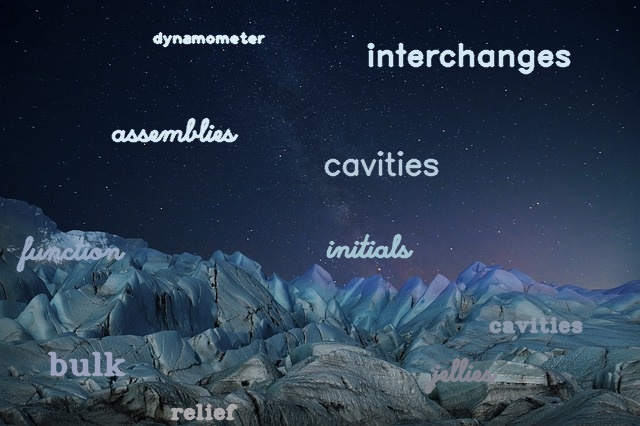 dynamometer
interchanges
assemblies
cavities
function
initials
cavities
bulk
jellies
relief